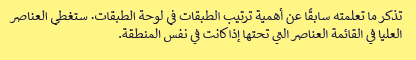 تذكر ما تعلمته سابقًا عن أهمية ترتيب الطبقات في لوحة الطبقات. ستغطي العناصر
العليا في القائمة العناصر التي تحتها إذا كانت في نفس المنطقة.